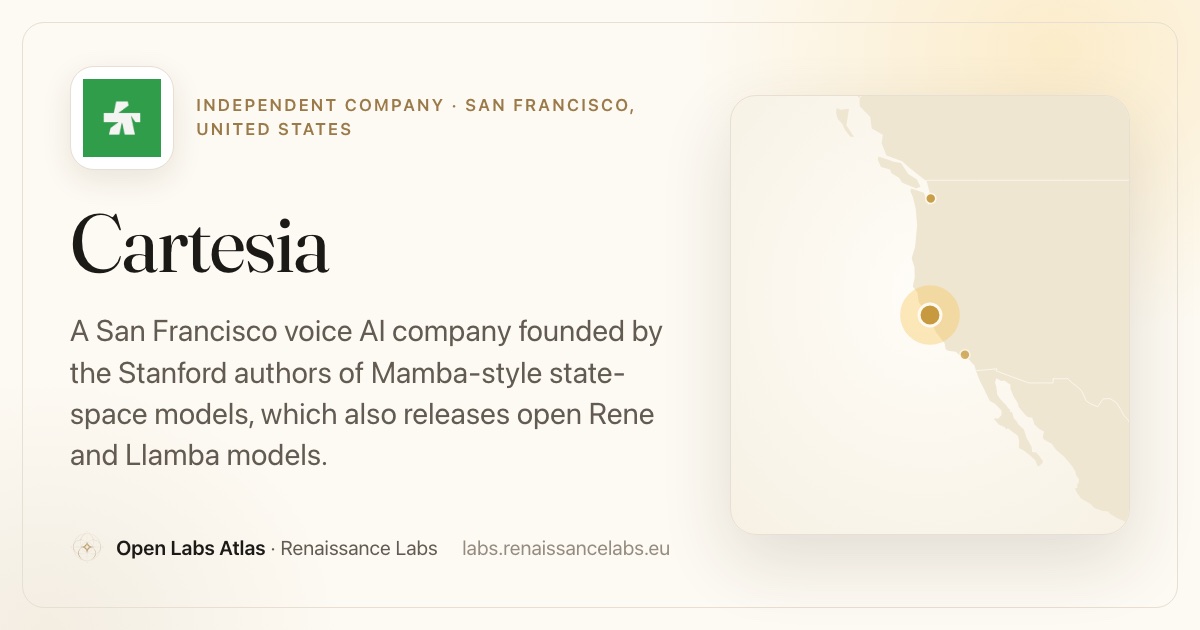 INDEPENDENT COMPANY · SAN FRANCISCO,
UNITED STATES
Cartesia
A San Francisco voice AI company founded by
the Stanford authors of Mamba-style state-
space models, which also releases open Rene
and Llamba models.
Open Labs Atlas · Renaissance Labs labs.renaissancelabs.eu